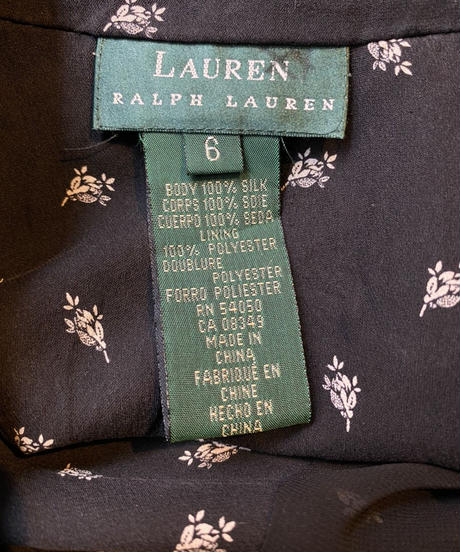 LAUREN
RALPH LAUREN
6
BODY 100% SILK
CORPS 100% SOIE
CUERPO 100% SEDA
LINING
100% POLYESTER
DOUBLURE
POLYESTER
FORRO POLIESTER
RN 54050
CA 08349
MADE IN
CHINA
FABRIQUÉ EN
CHINE
HECHO EN
CHINA